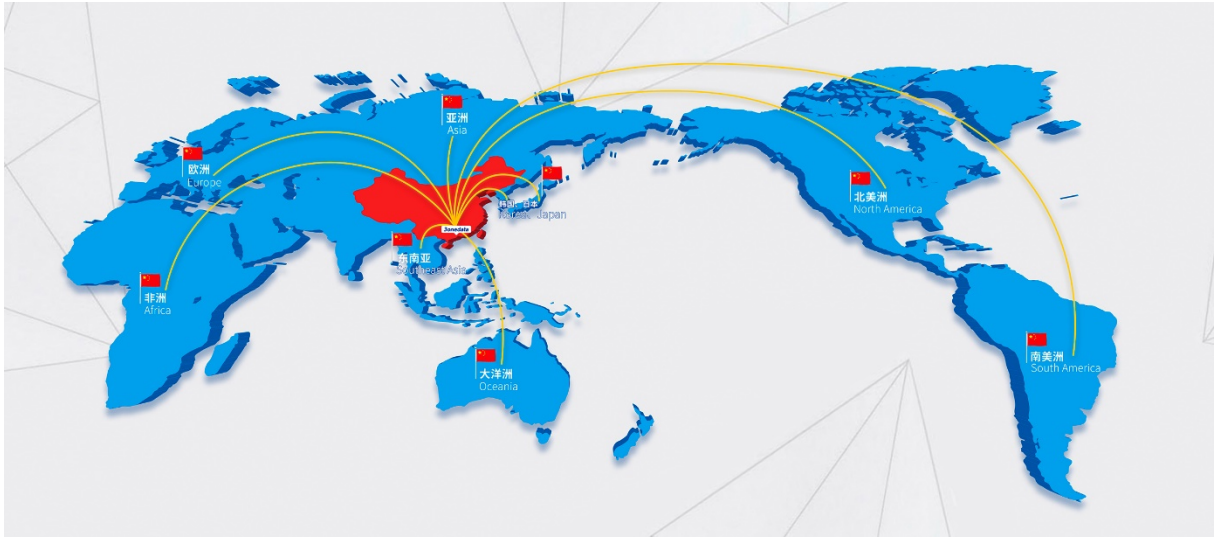 亚洲
Asia
欧洲
Europe
韩国，日本
Korea，Japan
北美洲
North America
Jonedale
东南亚
Southeast Asia
非洲
Africa
南美洲
South America
大洋洲
Oceania